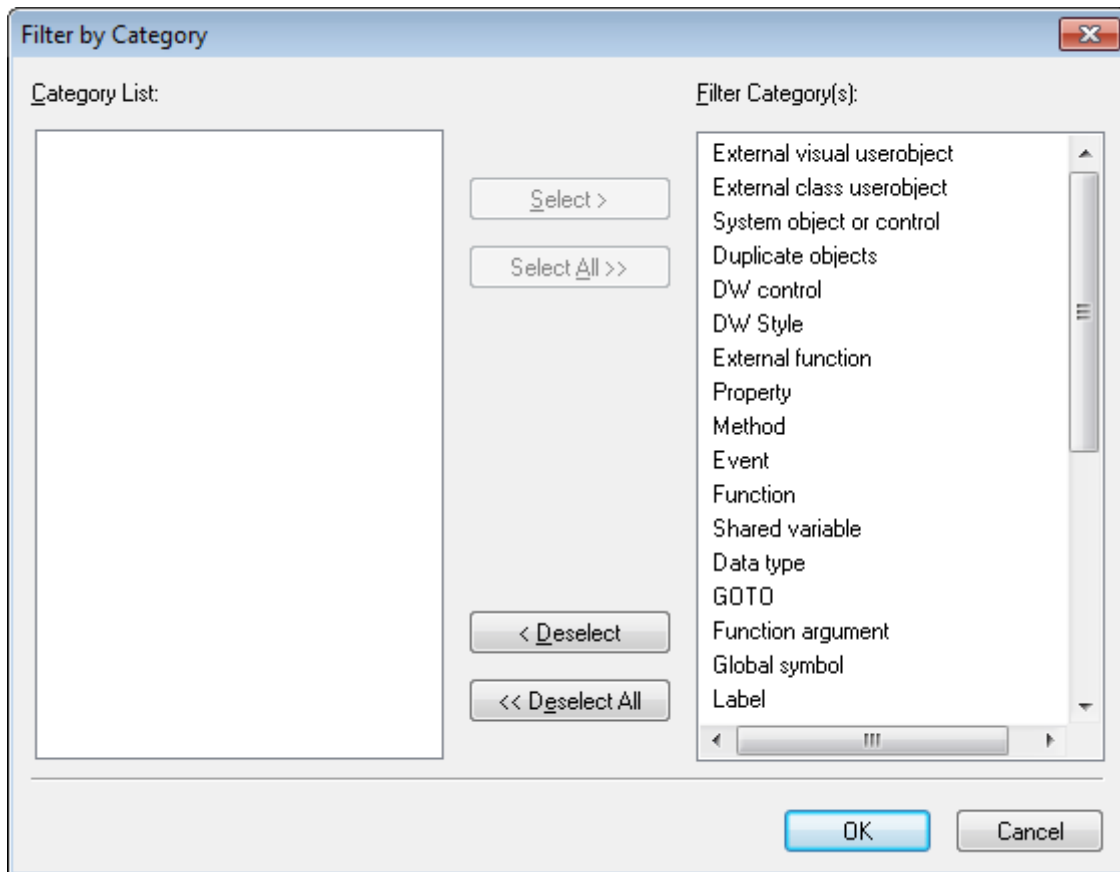 Filter by Category
Category List:
Filter Category(s):
Select >
Select All >>
< Deselect
<< Deselect All
External visual userobject
External class userobject
System object or control
Duplicate objects
DW control
DW Style
External function
Property
Method
Event
Function
Shared variable
Data type
GOTO
Function argument
Global symbol
Label
OK
Cancel